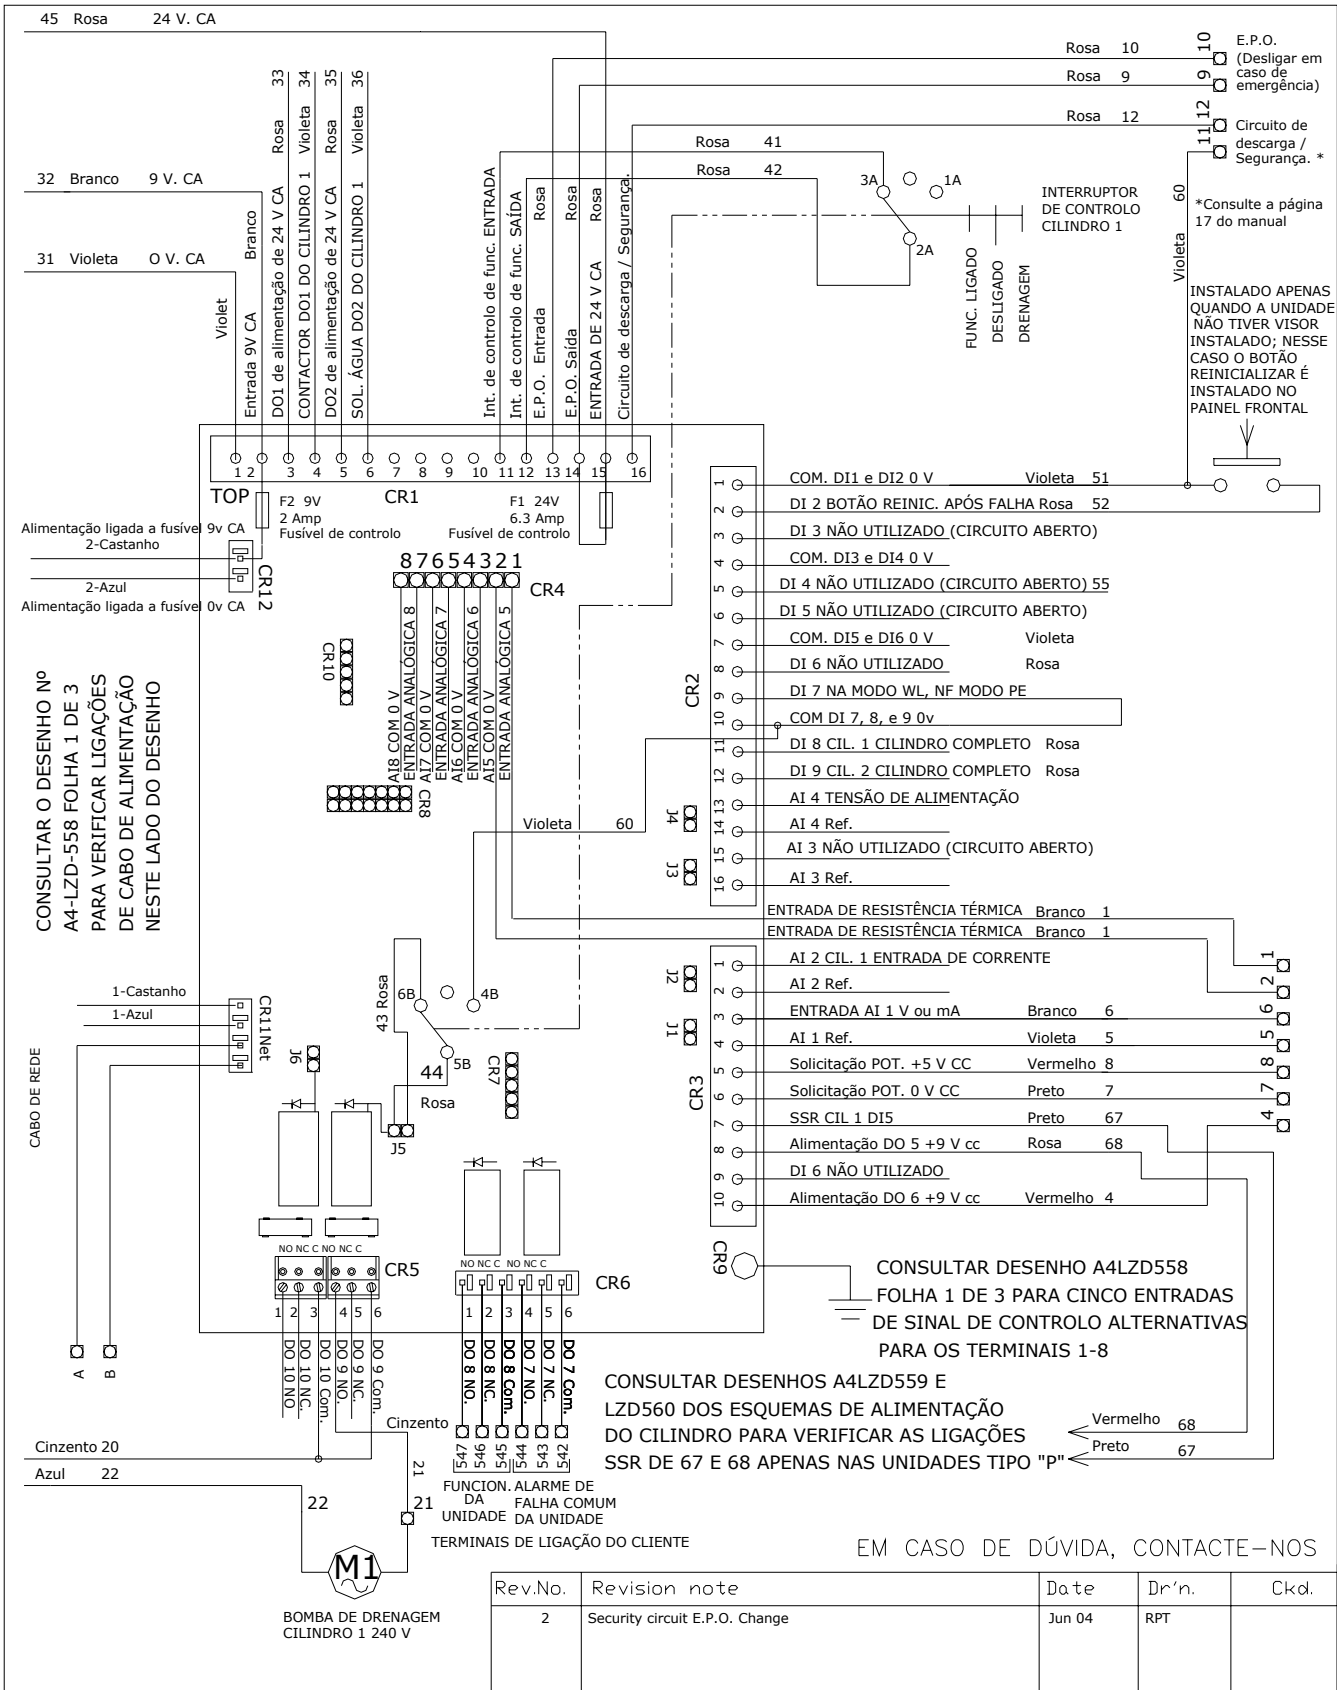 45 Rosa 24 V. CA
Rosa 10
Rosa 9
Rosa 12
10
9
12
11
E.P.O.
(Desligar em
caso de
emergência)
Circuito de
descarga /
Segurança. *
*Consulte a página
17 do manual
Rosa 41
Rosa 42
3A
1A
2A
INTERRUPTOR
DE CONTROLO
CILINDRO 1
FUNC. LIGADO
DESLIGADO
DRENAGEM
Violeta 60
INSTALADO APENAS
QUANDO A UNIDADE
NÃO TIVER VISOR
INSTALADO; NESSE
CASO O BOTÃO
REINICIALIZAR É
INSTALADO NO
PAINEL FRONTAL
32 Branco 9 V. CA
31 Violeta O V. CA
Violet
Entrada 9V CA Branco
DO1 de alimentação de 24 V CA Rosa 33
CONTACTOR DO1 DO CILINDRO 1 Violeta 34
DO2 de alimentação de 24 V CA Rosa 35
SOL. ÁGUA DO2 DO CILINDRO 1 Violeta 36
Int. de controlo de func. ENTRADA
Int. de controlo de func. SAÍDA
E.P.O. Entrada Rosa
E.P.O. Saída Rosa
ENTRADA DE 24 V CA Rosa
Circuito de descarga / Segurança.
1 2 3 4 5 6 7 8 9 10 11 12 13 14 15 16
TOP
CR1
F2 9V
2 Amp
Fusível de controlo
F1 24V
6.3 Amp
Fusível de controlo
Alimentação ligada a fusível 9v CA
2-Castanho
2-Azul
Alimentação ligada a fusível 0v CA
CR12
8 7 6 5 4 3 2 1
CR4
AI8 COM 0 V
ENTRADA ANALÓGICA 8
AI7 COM 0 V
ENTRADA ANALÓGICA 7
AI6 COM 0 V
ENTRADA ANALÓGICA 6
AI5 COM 0 V
ENTRADA ANALÓGICA 5
CR10
CR8
CR2
1 COM. DI1 e DI2 0 V Violeta 51
2 DI 2 BOTÃO REINIC. APÓS FALHA Rosa 52
3 DI 3 NÃO UTILIZADO (CIRCUITO ABERTO)
4 COM. DI3 e DI4 0 V
5 DI 4 NÃO UTILIZADO (CIRCUITO ABERTO) 55
6 DI 5 NÃO UTILIZADO (CIRCUITO ABERTO)
7 COM. DI5 e DI6 0 V Violeta
8 DI 6 NÃO UTILIZADO Rosa
9 DI 7 NA MODO WL, NF MODO PE
10 COM DI 7, 8, e 9 0v
11 DI 8 CIL. 1 CILINDRO COMPLETO Rosa
12 DI 9 CIL. 2 CILINDRO COMPLETO Rosa
13 AI 4 TENSÃO DE ALIMENTAÇÃO
14 AI 4 Ref.
15 AI 3 NÃO UTILIZADO (CIRCUITO ABERTO)
16 AI 3 Ref.
J4
J3
Violeta 60
CONSULTAR O DESENHO Nº
A4-LZD-558 FOLHA 1 DE 3
PARA VERIFICAR LIGAÇÕES
DE CABO DE ALIMENTAÇÃO
NESTE LADO DO DESENHO
ENTRADA DE RESISTÊNCIA TÉRMICA Branco 1
ENTRADA DE RESISTÊNCIA TÉRMICA Branco 1
J2
J1
CR3
1 AI 2 CIL. 1 ENTRADA DE CORRENTE
2 AI 2 Ref.
3 ENTRADA AI 1 V ou mA Branco 6
4 AI 1 Ref. Violeta 5
5 Solicitação POT. +5 V CC Vermelho 8
6 Solicitação POT. 0 V CC Preto 7
7 SSR CIL 1 DI5 Preto 67
8 Alimentação DO 5 +9 V cc Rosa 68
9 DI 6 NÃO UTILIZADO
10 Alimentação DO 6 +9 V cc Vermelho 4
1
2
6
5
8
7
4
1-Castanho
1-Azul
CR11Net
CABO DE REDE
43 Rosa
6B
4B
5B
44
Rosa
J6
J5
CR7
CR9
NO NC C NO NC C
CR5
1 2 3 4 5 6
DO 10 NO
DO 10 NC.
DO 10 Com.
DO 9 NO.
DO 9 NC.
DO 9 Com.
NO NC C NO NC C
CR6
1 2 3 4 5 6
DO 8 NO.
DO 8 NC.
DO 8 Com.
DO 7 NO.
DO 7 NC.
DO 7 Com.
547 546 545 544 543 542
A
B
CONSULTAR DESENHO A4LZD558
FOLHA 1 DE 3 PARA CINCO ENTRADAS
DE SINAL DE CONTROLO ALTERNATIVAS
PARA OS TERMINAIS 1-8
CONSULTAR DESENHOS A4LZD559 E
LZD560 DOS ESQUEMAS DE ALIMENTAÇÃO
DO CILINDRO PARA VERIFICAR AS LIGAÇÕES
SSR DE 67 E 68 APENAS NAS UNIDADES TIPO "P"
Vermelho 68
Preto 67
Cinzento
21
Cinzento 20
Azul 22
22
21
FUNCION.
DA
UNIDADE
ALARME DE
FALHA COMUM
DA UNIDADE
TERMINAIS DE LIGAÇÃO DO CLIENTE
M1
BOMBA DE DRENAGEM
CILINDRO 1 240 V
EM CASO DE DÚVIDA, CONTACTE-NOS
Rev.No. Revision note Date Dr'n. Ckd.
2 Security circuit E.P.O. Change Jun 04 RPT